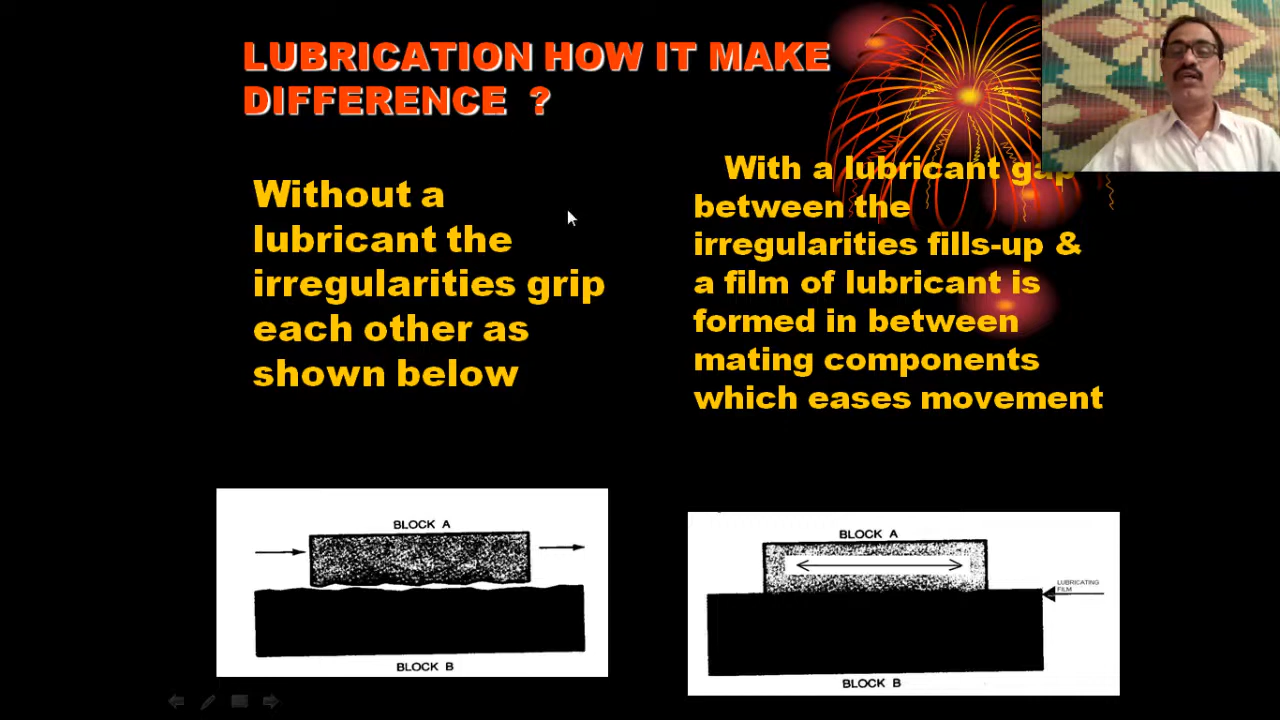 LUBRICATION HOW IT MAKE
DIFFERENCE ?
Without a
lubricant the
irregularities grip
each other as
shown below
With a lubricant gap
between the
irregularities fills-up &
a film of lubricant is
formed in between
mating components
which eases movement
BLOCK A
BLOCK B
BLOCK A
LUBRICATING
FILM
BLOCK B